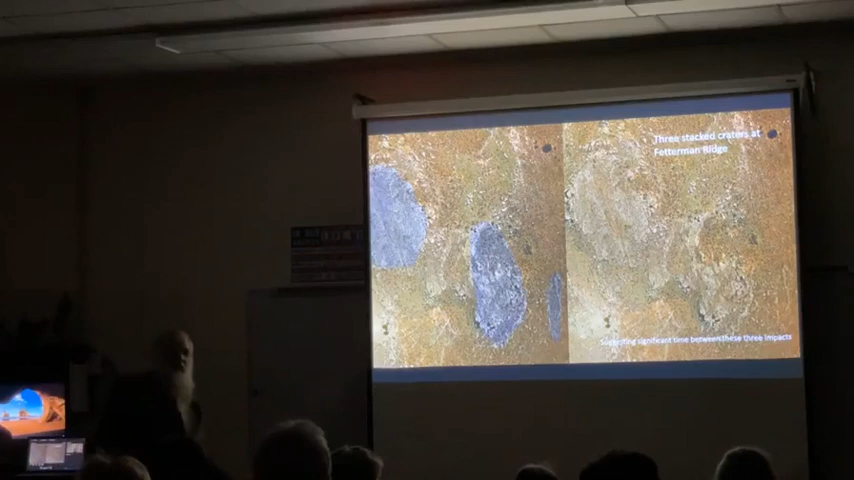 Three stacked craters at
Fetterman Ridge
Suggesting significant time between these three impacts